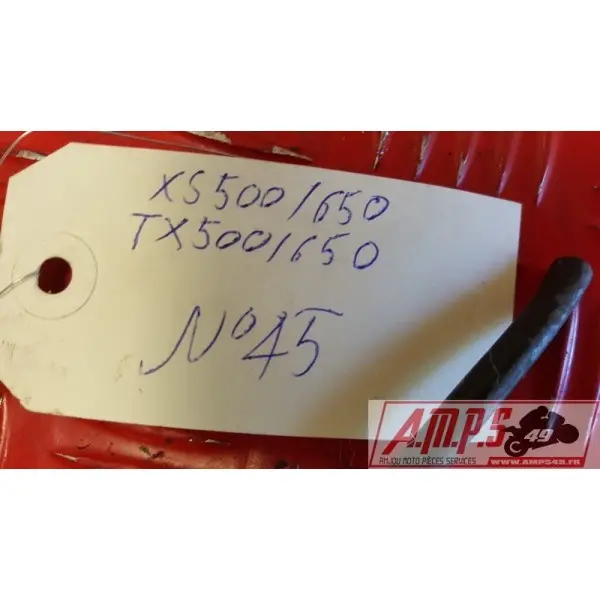 XS500/650
TX500/650
N°45
A.M.P.S 49
ANJOU MOTO PIÈCES SERVICES
WWW.AMPS49.FR